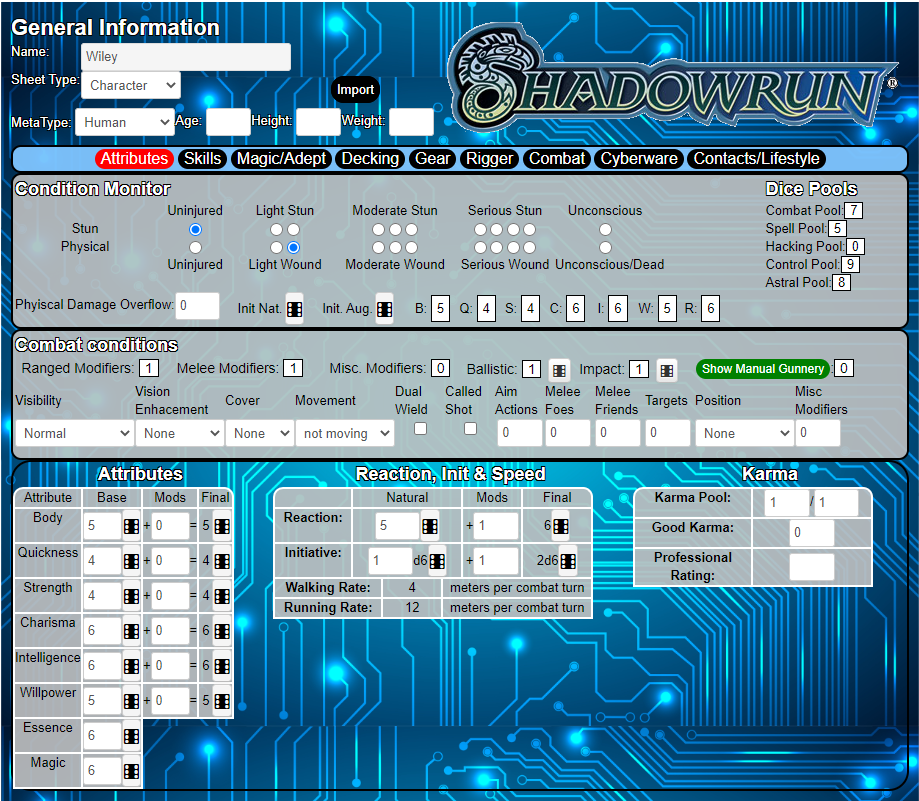 General Information
Name: Wiley
Sheet Type: Character
Import
MetaType: Human Age: Height: Weight:
SHADOWRUN ®
Attributes Skills Magic/Adept Decking Gear Rigger Combat Cyberware Contacts/Lifestyle
Condition Monitor
Uninjured Light Stun Moderate Stun Serious Stun Unconscious
Stun
Physical
Uninjured Light Wound Moderate Wound Serious Wound Unconscious/Dead
Dice Pools
Combat Pool: 7
Spell Pool: 5
Hacking Pool: 0
Control Pool: 9
Astral Pool: 8
Phyiscal Damage Overflow: 0 Init Nat. Init. Aug. B: 5 Q: 4 S: 4 C: 6 I: 6 W: 5 R: 6
Combat conditions
Ranged Modifiers: 1 Melee Modifiers: 1 Misc. Modifiers: 0 Ballistic: 1 Impact: 1 Show Manual Gunnery : 0
Visibility Vision Enhacement Cover Movement Dual Wield Called Shot Aim Actions Melee Foes Melee Friends Targets Position Misc Modifiers
Normal None None not moving 0 0 0 0 None 0
Attributes
Attribute Base Mods Final
Body 5 + 0 = 5
Quickness 4 + 0 = 4
Strength 4 + 0 = 4
Charisma 6 + 0 = 6
Intelligence 6 + 0 = 6
Willpower 5 + 0 = 5
Essence 6
Magic 6
Reaction, Init & Speed
Natural Mods Final
Reaction: 5 + 1 6
Initiative: 1 d6 + 1 2d6
Walking Rate: 4 meters per combat turn
Running Rate: 12 meters per combat turn
Karma
Karma Pool: 1 / 1
Good Karma: 0
Professional
Rating: